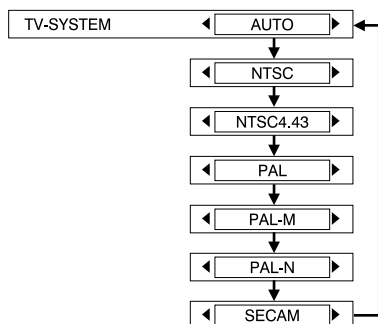 TV-SYSTEM ◀ AUTO ▶
◀ NTSC ▶
◀ NTSC4.43 ▶
◀ PAL ▶
◀ PAL-M ▶
◀ PAL-N ▶
◀ SECAM ▶